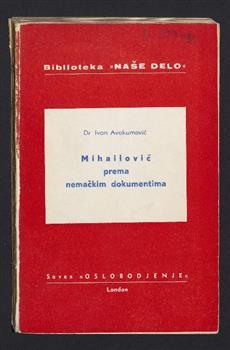 Biblioteka »NAŠE DELO«
Dr Ivan Avakumović
Mihailović
prema
nemačkim dokumentima
Savez »OSLOBODJENJE«
London